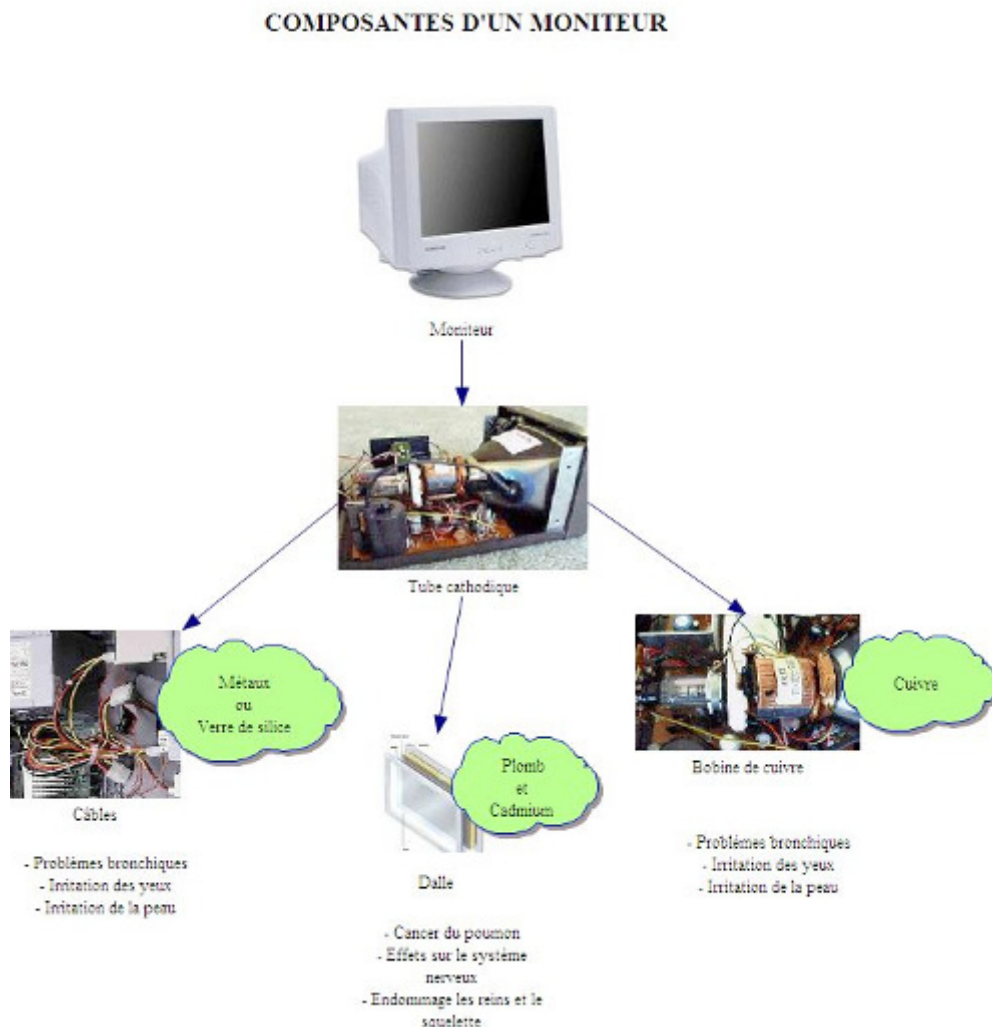 COMPOSANTES D'UN MONITEUR
Moniteur
Tube cathodique
Métaux
ou
Verre de silice
Câbles
- Problèmes bronchiques
- Irritation des yeux
- Irritation de la peau
Plomb
et
Cadmium
Dalle
- Cancer du poumon
- Effets sur le système
nerveux
- Endommage les reins et le
squelette
Cuivre
Bobine de cuivre
- Problèmes bronchiques
- Irritation des yeux
- Irritation de la peau